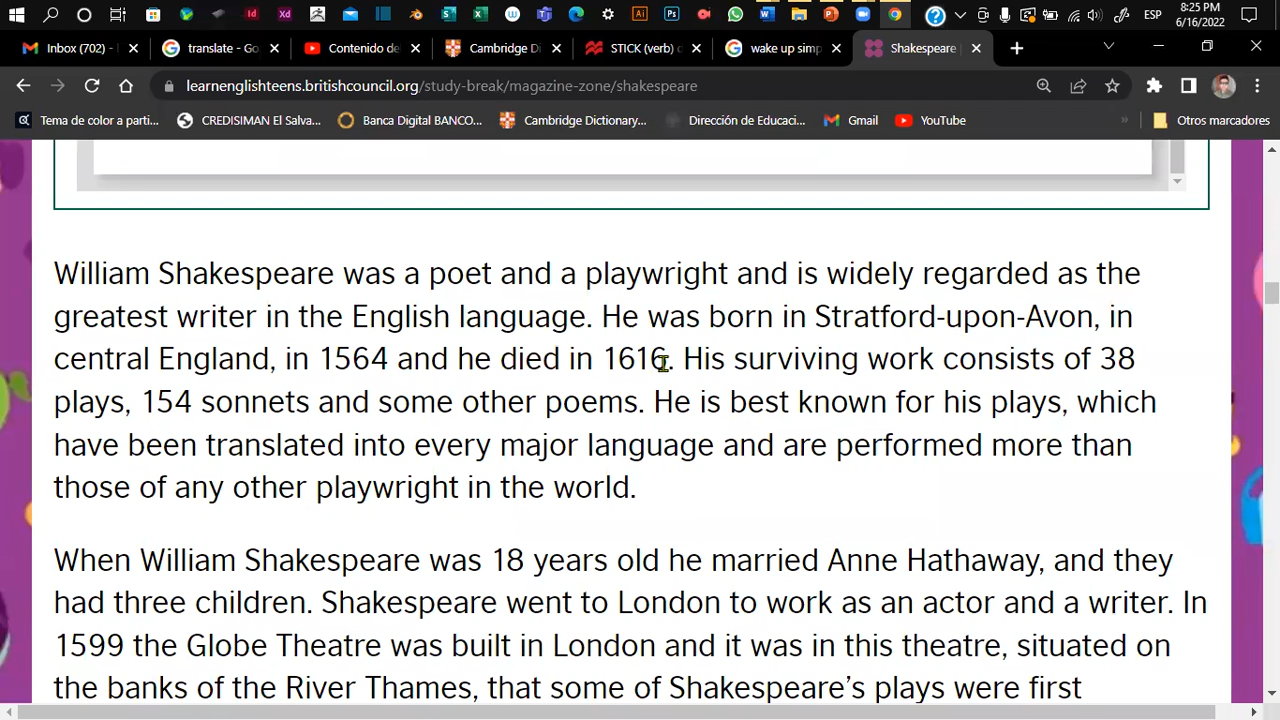 8:25 PM
ESP
6/16/2022
Inbox (702) -
translate - Go
Contenido de
Cambridge Di
STICK (verb) c
wake up simp
Shakespeare
learnenglishteens.britishcouncil.org/study-break/magazine-zone/shakespeare
Tema de color a parti...
CREDISIMAN El Salva...
Banca Digital BANCO...
Cambridge Dictionary...
Dirección de Educaci...
Gmail
YouTube
»
Otros marcadores
William Shakespeare was a poet and a playwright and is widely regarded as the
greatest writer in the English language. He was born in Stratford-upon-Avon, in
central England, in 1564 and he died in 1616. His surviving work consists of 38
plays, 154 sonnets and some other poems. He is best known for his plays, which
have been translated into every major language and are performed more than
those of any other playwright in the world.
When William Shakespeare was 18 years old he married Anne Hathaway, and they
had three children. Shakespeare went to London to work as an actor and a writer. In
1599 the Globe Theatre was built in London and it was in this theatre, situated on
the banks of the River Thames, that some of Shakespeare’s plays were first